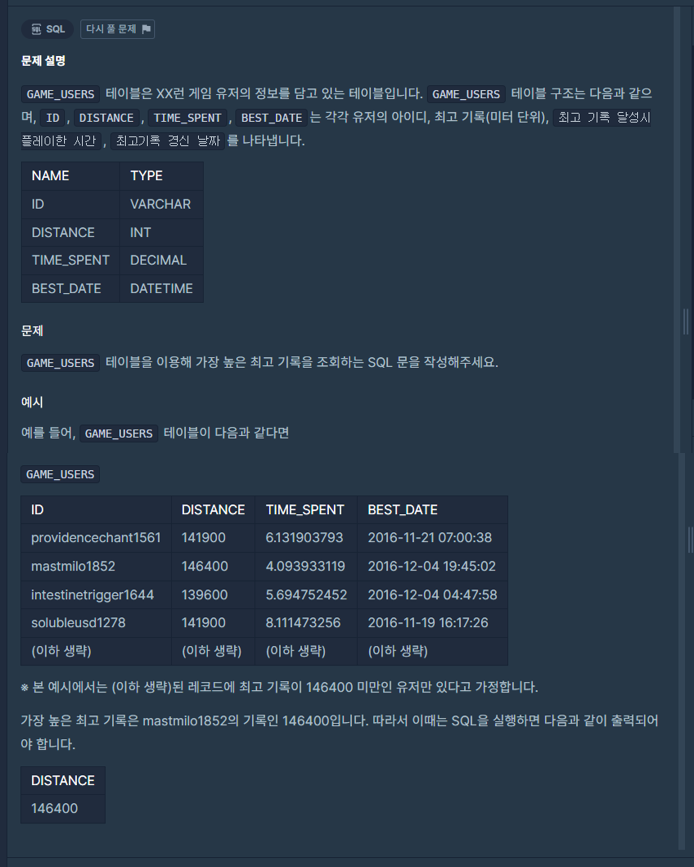 SQL 다시 풀 문제
문제 설명
GAME_USERS 테이블은 XX런 게임 유저의 정보를 담고 있는 테이블입니다. GAME_USERS 테이블 구조는 다음과 같으
며, ID , DISTANCE , TIME_SPENT , BEST_DATE 는 각각 유저의 아이디, 최고 기록(미터 단위), 최고 기록 달성시
플레이한 시간 , 최고기록 경신 날짜 를 나타냅니다.
NAME TYPE
ID VARCHAR
DISTANCE INT
TIME_SPENT DECIMAL
BEST_DATE DATETIME
문제
GAME_USERS 테이블을 이용해 가장 높은 최고 기록을 조회하는 SQL 문을 작성해주세요.
예시
예를 들어, GAME_USERS 테이블이 다음과 같다면
GAME_USERS
ID DISTANCE TIME_SPENT BEST_DATE
providencechant1561 141900 6.131903793 2016-11-21 07:00:38
mastmilo1852 146400 4.093933119 2016-12-04 19:45:02
intestinetrigger1644 139600 5.694752452 2016-12-04 04:47:58
solubleusd1278 141900 8.111473256 2016-11-19 16:17:26
(이하 생략) (이하 생략) (이하 생략) (이하 생략)
※ 본 예시에서는 (이하 생략)된 레코드에 최고 기록이 146400 미만인 유저만 있다고 가정합니다.
가장 높은 최고 기록은 mastmilo1852의 기록인 146400입니다. 따라서 이때는 SQL을 실행하면 다음과 같이 출력되어
야 합니다.
DISTANCE
146400